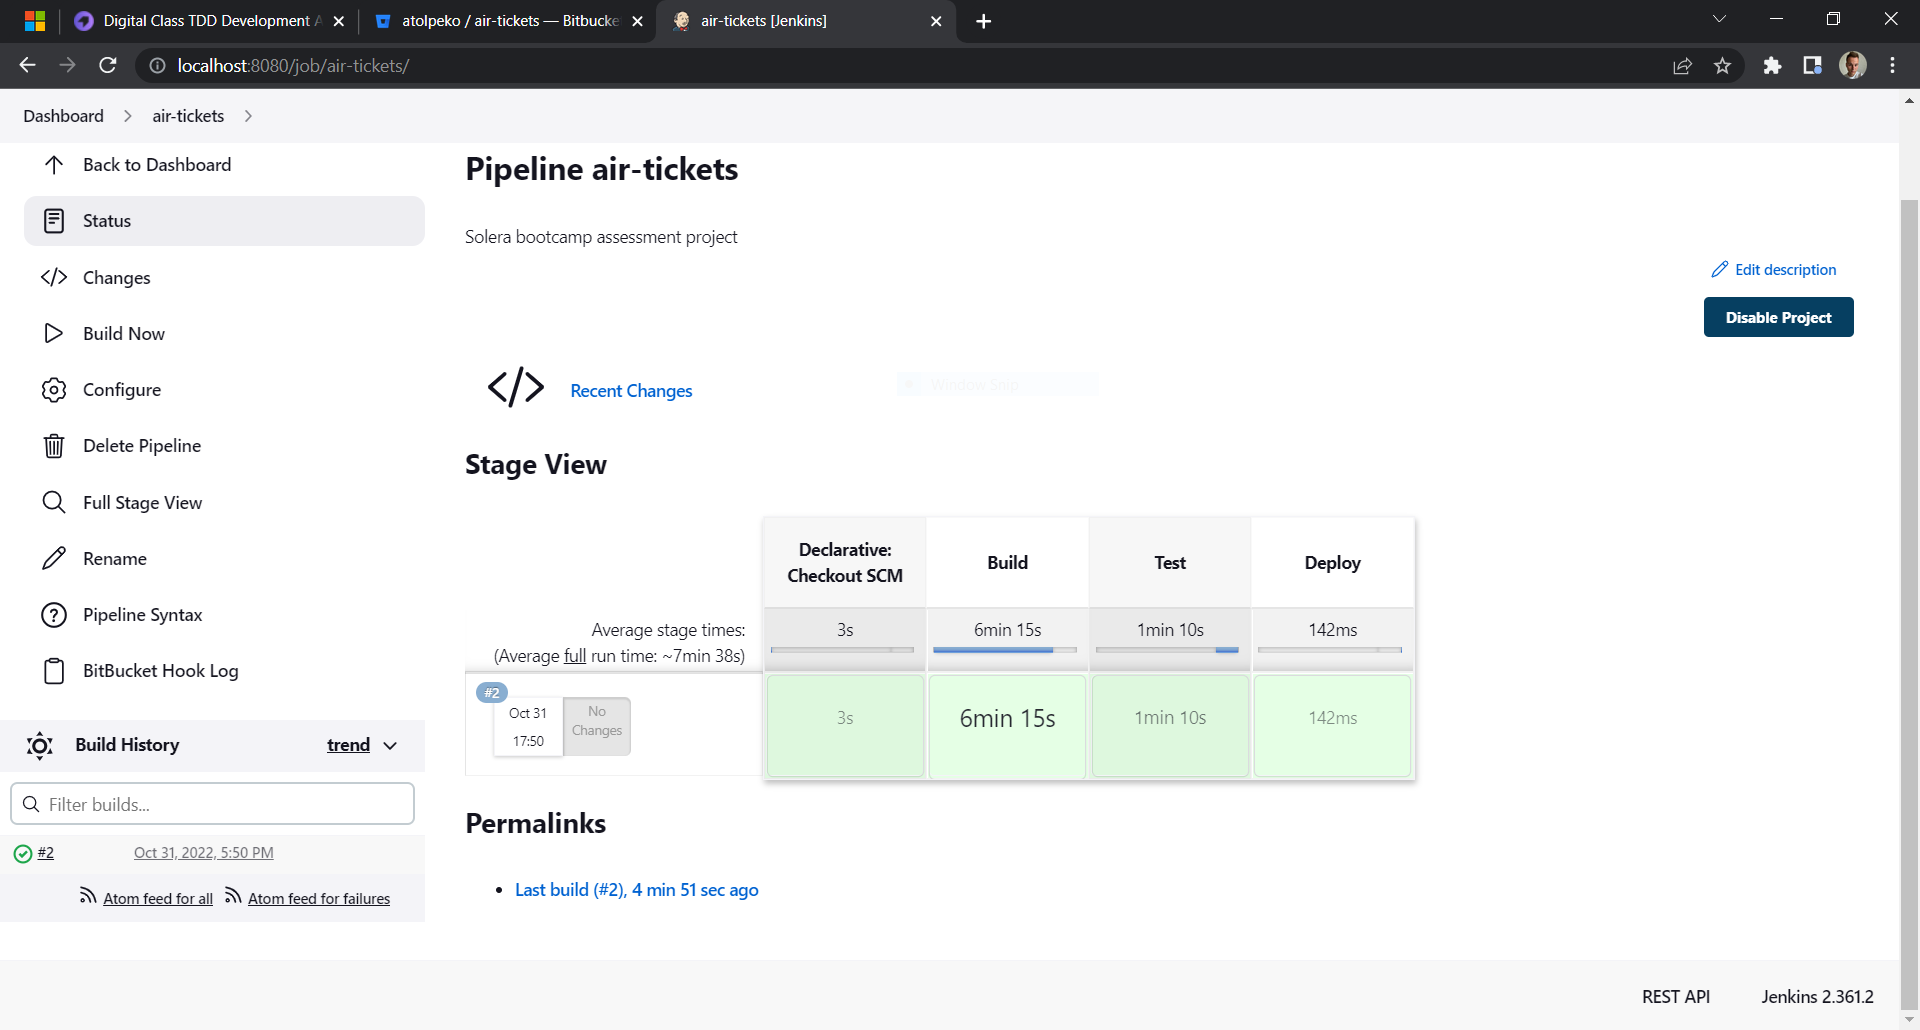 Digital Class TDD Development A
atolpeko / air-tickets — Bitbucke
air-tickets [Jenkins]
localhost:8080/job/air-tickets/
Dashboard
air-tickets
Back to Dashboard
Status
Changes
Build Now
Configure
Delete Pipeline
Full Stage View
Rename
Pipeline Syntax
BitBucket Hook Log
Build History
trend
Filter builds...
#2
Oct 31, 2022, 5:50 PM
Atom feed for all
Atom feed for failures
Pipeline air-tickets
Solera bootcamp assessment project
Edit description
Disable Project
Recent Changes
Window Snip
Stage View
Declarative:
Checkout SCM
Build
Test
Deploy
Average stage times:
(Average full run time: ~7min 38s)
3s
6min 15s
1min 10s
142ms
#2
Oct 31
17:50
No
Changes
3s
6min 15s
1min 10s
142ms
Permalinks
Last build (#2), 4 min 51 sec ago
REST API
Jenkins 2.361.2